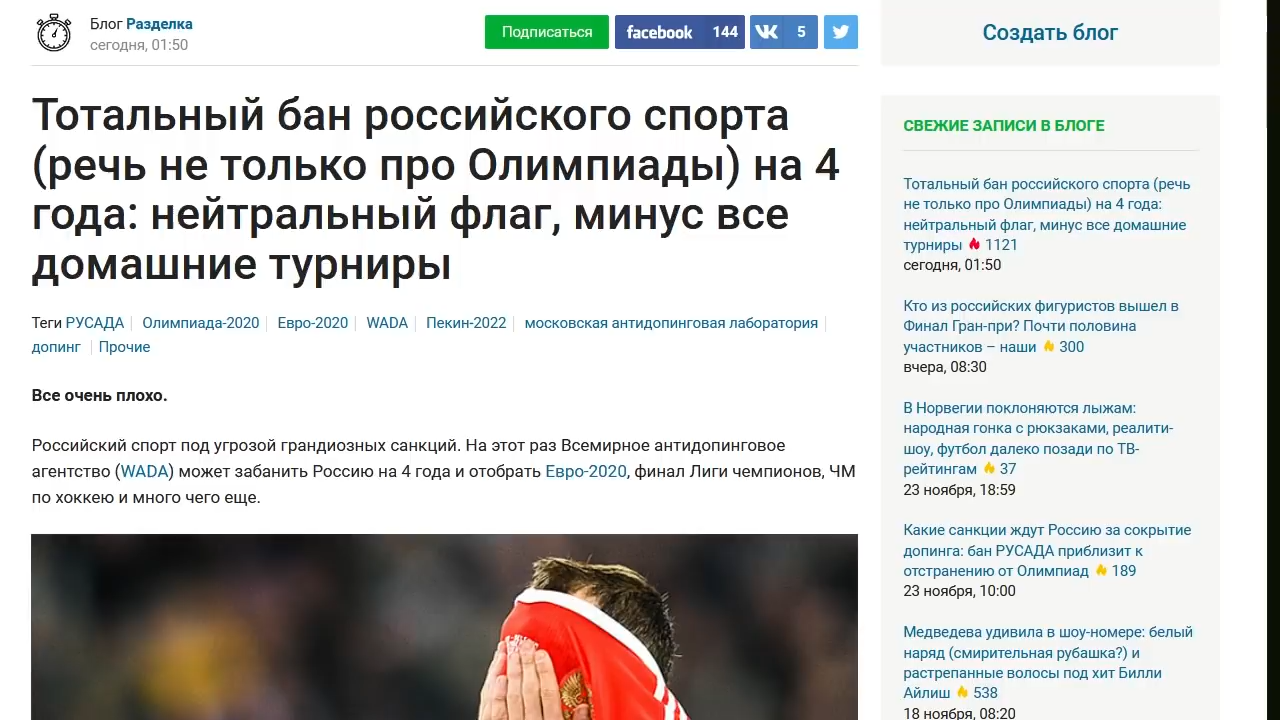 Блог Разделка
сегодня, 01:50
Подписаться
facebook 144
5
Тотальный бан российского спорта
(речь не только про Олимпиады) на 4
года: нейтральный флаг, минус все
домашние турниры
Теги РУСАДА Олимпиада-2020 Евро-2020 WADA Пекин-2022 московская антидопинговая лаборатория
допинг Прочие
Все очень плохо.
Российский спорт под угрозой грандиозных санкций. На этот раз Всемирное антидопинговое
агентство (WADA) может забанить Россию на 4 года и отобрать Евро-2020, финал Лиги чемпионов, ЧМ
по хоккею и много чего еще.
Создать блог
СВЕЖИЕ ЗАПИСИ В БЛОГЕ
Тотальный бан российского спорта (речь
не только про Олимпиады) на 4 года:
нейтральный флаг, минус все домашние
турниры 1121
сегодня, 01:50
Кто из российских фигуристов вышел в
Финал Гран-при? Почти половина
участников – наши 300
вчера, 08:30
В Норвегии поклоняются лыжам:
народная гонка с рюкзаками, реалити-
шоу, футбол далеко позади по ТВ-
рейтингам 37
23 ноября, 18:59
Какие санкции ждут Россию за сокрытие
допинга: бан РУСАДА приблизит к
отстранению от Олимпиад 189
23 ноября, 10:00
Медведева удивила в шоу-номере: белый
наряд (смирительная рубашка?) и
растрепанные волосы под хит Билли
Айлиш 538
18 ноября, 08:20